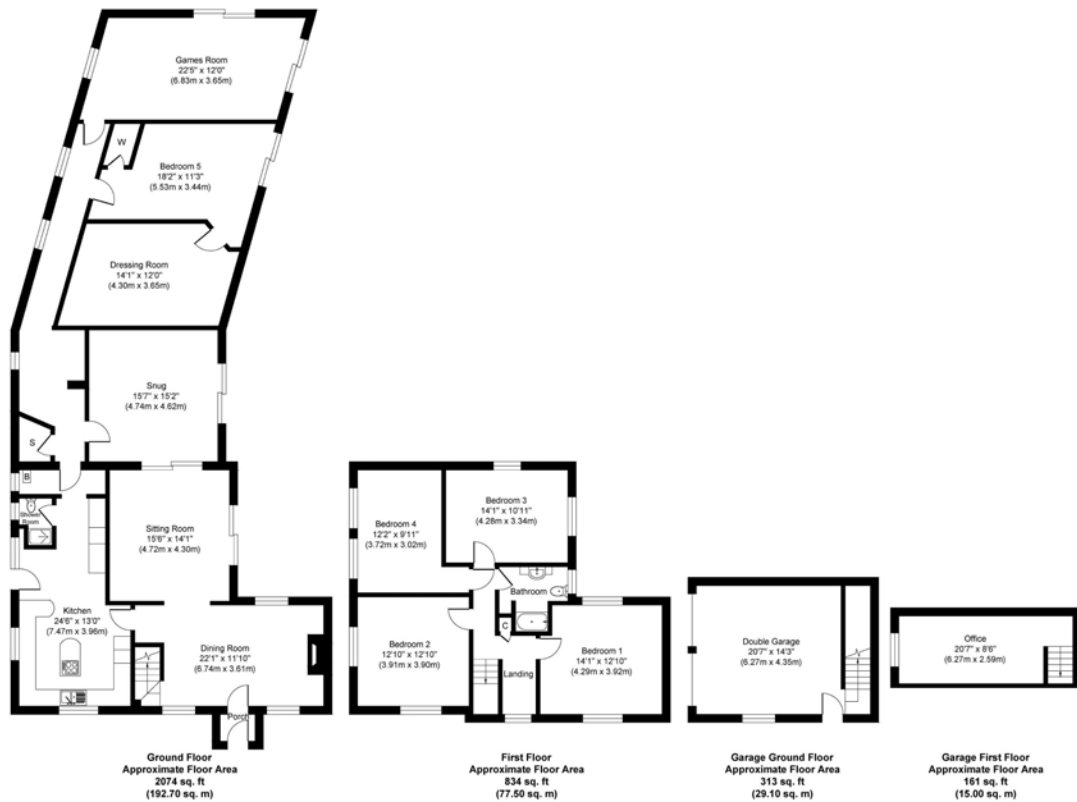 Games Room
22'5" x 12'0"
(6.83m x 3.65m)
W
Bedroom 5
18'2" x 11'3"
(5.53m x 3.44m)
Dressing Room
14'1" x 12'0"
(4.30m x 3.65m)
Snug
15'7" x 15'2"
(4.74m x 4.62m)
S
B
Shower
Room
Sitting Room
15'6" x 14'1"
(4.72m x 4.30m)
Kitchen
24'6" x 13'0"
(7.47m x 3.96m)
Dining Room
22'1" x 11'10"
(6.74m x 3.61m)
Porch
Ground Floor
Approximate Floor Area
2074 sq. ft
(192.70 sq. m)
Bedroom 3
14'1" x 10'11"
(4.28m x 3.34m)
Bedroom 4
12'2" x 9'11"
(3.72m x 3.02m)
Bathroom
C
Bedroom 2
12'10" x 12'10"
(3.91m x 3.90m)
Bedroom 1
14'1" x 12'10"
(4.29m x 3.92m)
Landing
First Floor
Approximate Floor Area
834 sq. ft
(77.50 sq. m)
Double Garage
20'7" x 14'3"
(6.27m x 4.35m)
Garage Ground Floor
Approximate Floor Area
313 sq. ft
(29.10 sq. m)
Office
20'7" x 8'6"
(6.27m x 2.59m)
Garage First Floor
Approximate Floor Area
161 sq. ft
(15.00 sq. m)